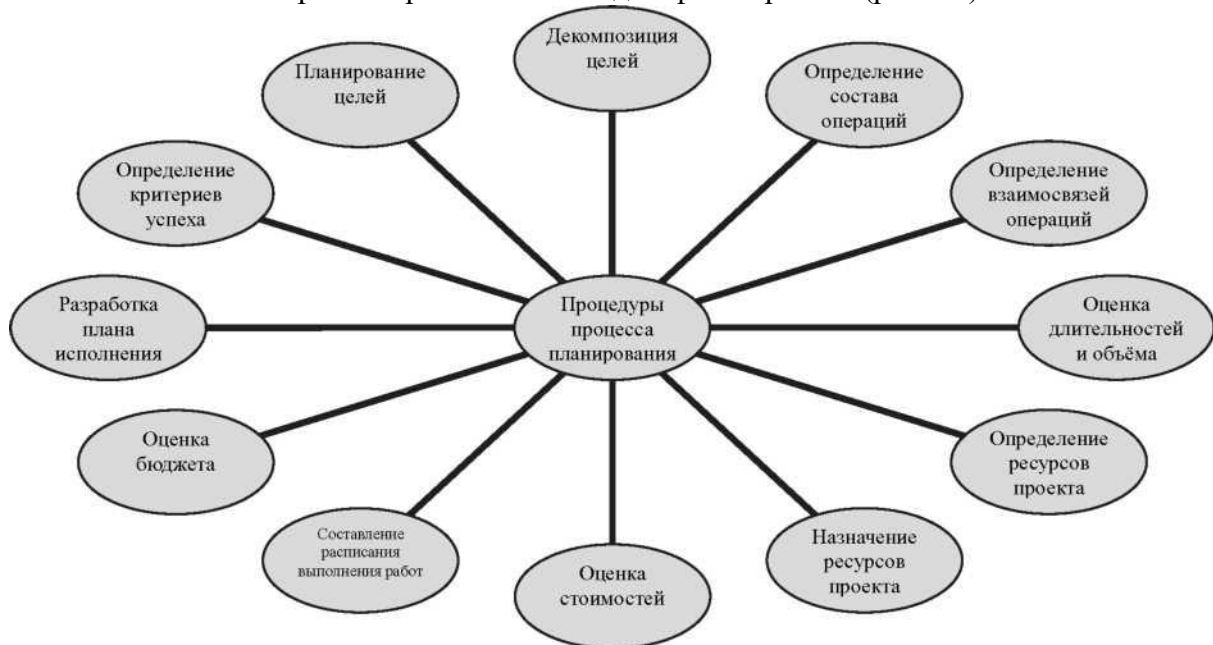 Декомпозиция
целей
Планирование
целей
Определение
состава
операций
Определение
критериев
успеха
Определение
взаимосвязей
операций
Разработка
плана
исполнения
Процедуры
процесса
планирования
Оценка
длительностей
и объёма
Оценка
бюджета
Определение
ресурсов
проекта
Составление
расписания
выполнения работ
Оценка
стоимостей
Назначение
ресурсов
проекта